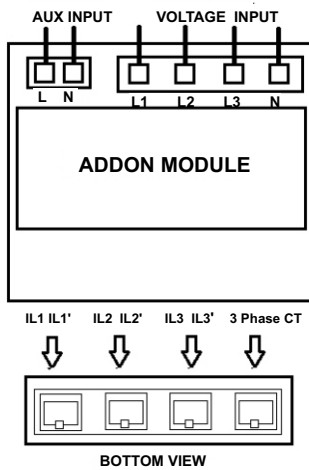 AUX INPUT VOLTAGE INPUT
L N L1 L2 L3 N
ADDON MODULE
IL1 IL1' IL2 IL2' IL3 IL3' 3 Phase CT
BOTTOM VIEW